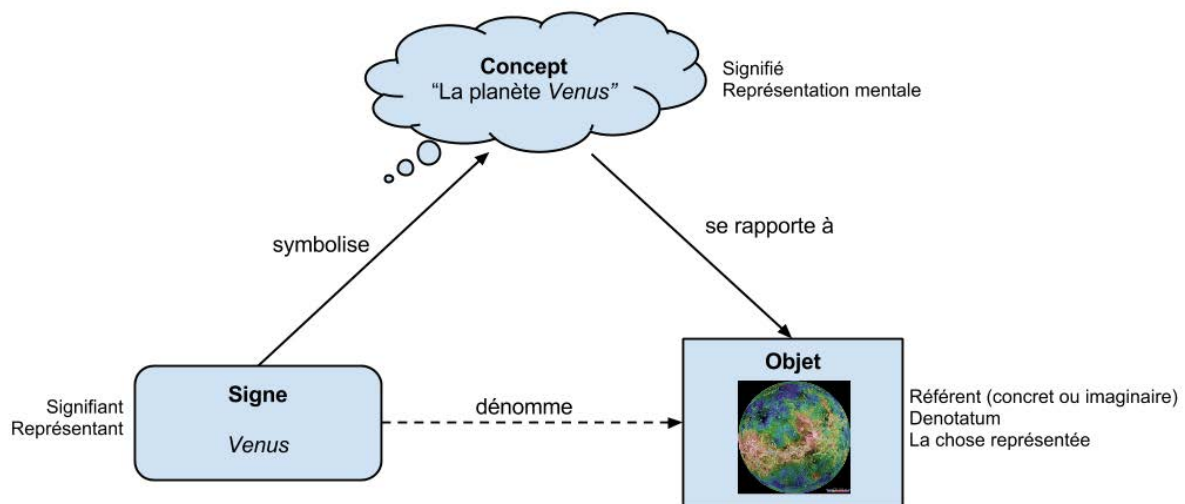 Concept
“La planète Venus”
Signifié
Représentation mentale
symbolise
se rapporte à
Signe
Venus
Signifiant
Représentant
dénomme
Objet
Référent (concret ou imaginaire)
Denotatum
La chose représentée